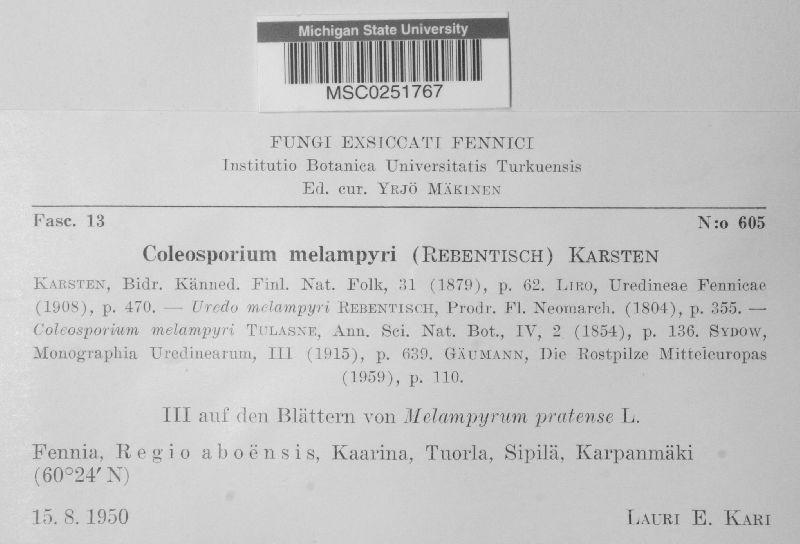 Michigan State University
MSC0251767
FUNGI EXSICCATI FENNICI
Institutio Botanica Universitatis Turkuensis
Ed. cur. YRJÖ MÄKINEN
Fasc. 13 N:o 605
Coleosporium melampyri (REBENTISCH) KARSTEN
KARSTEN, Bidr. Känned. Finl. Nat. Folk, 31 (1879), p. 62. LIRO, Uredineae Fennicae
(1908), p. 470. — Uredo melampyri REBENTISCH, Prodr. Fl. Neomarch. (1804), p. 355. —
Coleosporium melampyri TULASNE, Ann. Sci. Nat. Bot., IV, 2 (1854), p. 136. SYDOW,
Monographia Uredinearum, III (1915), p. 639. GÄUMANN, Die Rostpilze Mitteleuropas
(1959), p. 110.
III auf den Blättern von Melampyrum pratense L.
Fennia, Regio aboënsis, Kaarina, Tuorla, Sipilä, Karpanmäki
(60°24′ N)
15. 8. 1950 LAURI E. KARI